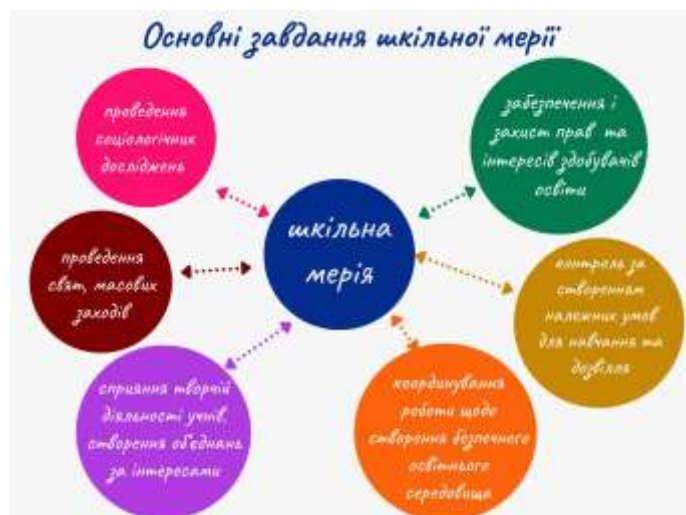 Основні завдання шкільної мерії
проведення
соціологічних
досліджень
забезпечення і
захист прав та
інтересів здобувачів
освіти
шкільна
мерія
проведення
свят, масових
заходів
контроль за
створенням
належних умов
для навчання та
дозвілля
сприяння творчій
діяльності учнів,
створення об'єднань
за інтересами
координування
роботи щодо
створення безпечного
освітнього
середовища